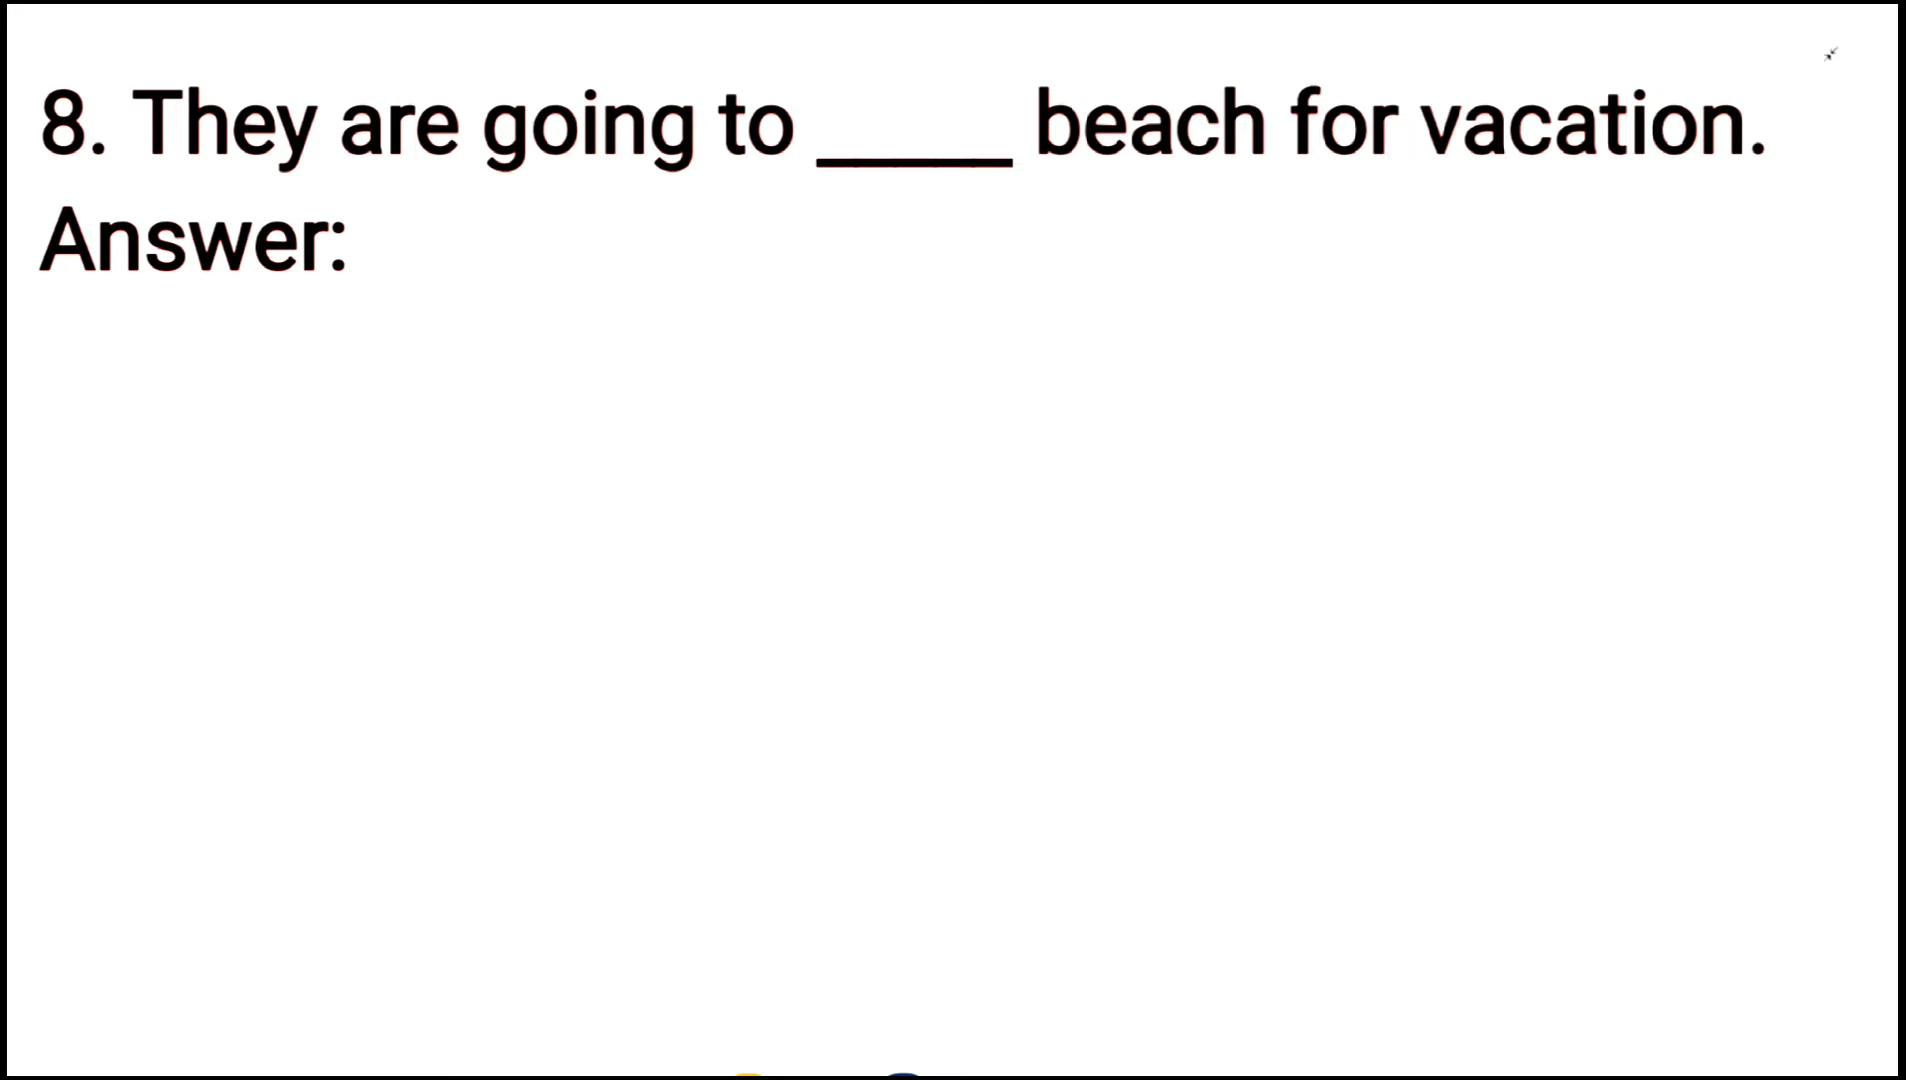 8. They are going to _____ beach for vacation.
Answer: